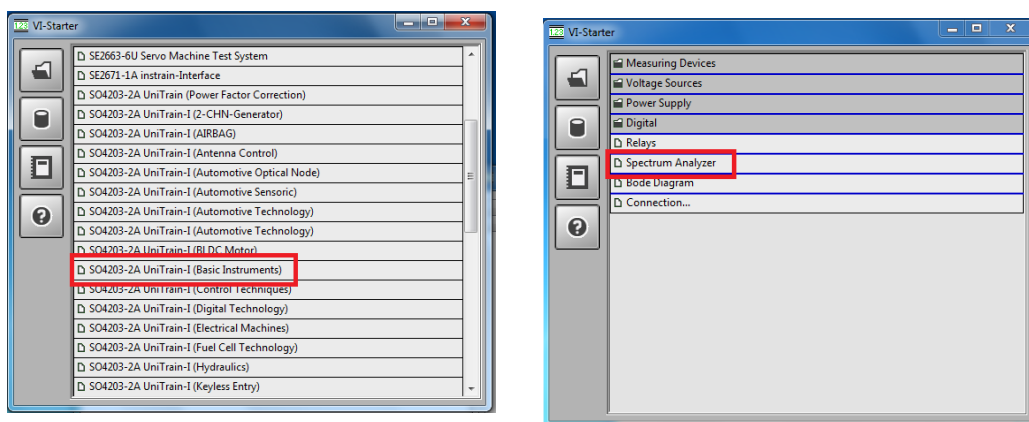 123 VI-Starter
SE2663-6U Servo Machine Test System
SE2671-1A instrain-Interface
SO4203-2A UniTrain (Power Factor Correction)
SO4203-2A UniTrain-I (2-CHN-Generator)
SO4203-2A UniTrain-I (AIRBAG)
SO4203-2A UniTrain-I (Antenna Control)
SO4203-2A UniTrain-I (Automotive Optical Node)
SO4203-2A UniTrain-I (Automotive Sensoric)
SO4203-2A UniTrain-I (Automotive Technology)
SO4203-2A UniTrain-I (Automotive Technology)
SO4203-2A UniTrain-I (BLDC Motor)
SO4203-2A UniTrain-I (Basic Instruments)
SO4203-2A UniTrain-I (Control Techniques)
SO4203-2A UniTrain-I (Digital Technology)
SO4203-2A UniTrain-I (Electrical Machines)
SO4203-2A UniTrain-I (Fuel Cell Technology)
SO4203-2A UniTrain-I (Hydraulics)
SO4203-2A UniTrain-I (Keyless Entry)
123 VI-Starter
Measuring Devices
Voltage Sources
Power Supply
Digital
Relays
Spectrum Analyzer
Bode Diagram
Connection...